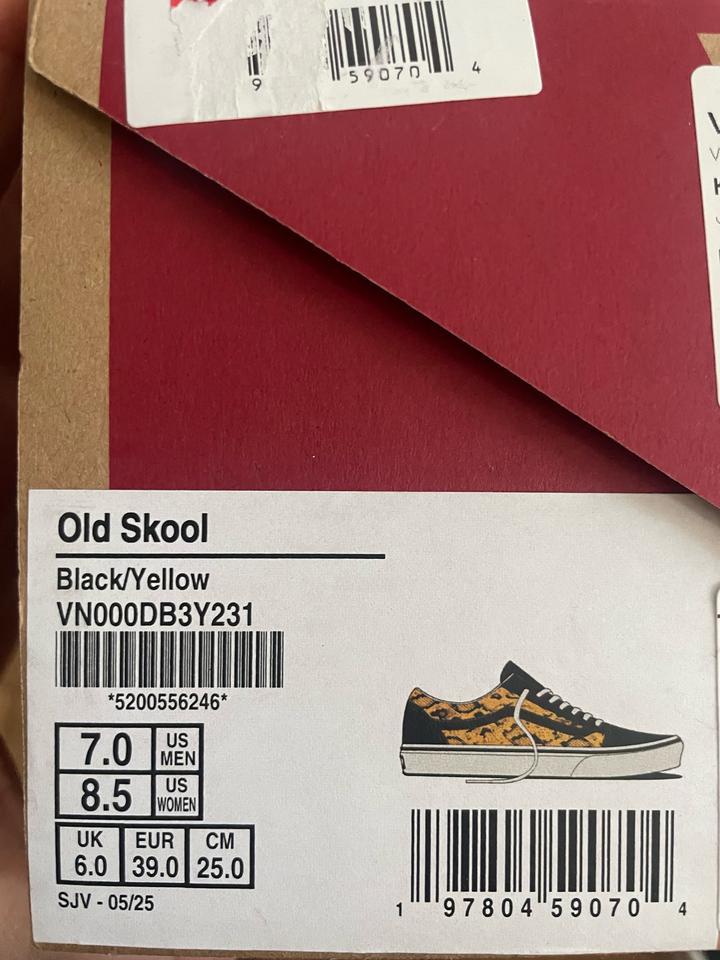 9 59070 4
Old Skool
Black/Yellow
VN000DB3Y231
*5200556246*
7.0 US MEN
8.5 US WOMEN
UK EUR CM
6.0 39.0 25.0
SJV - 05/25
1 97804 59070 4